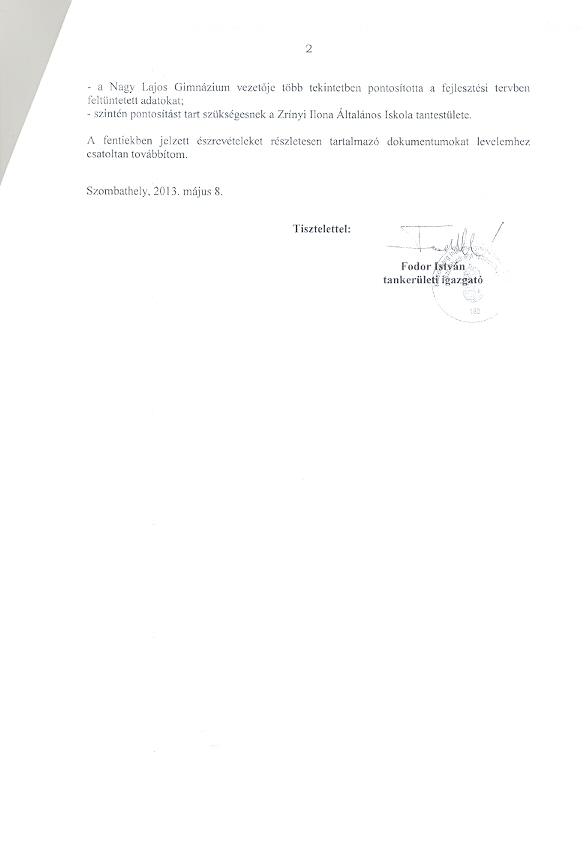 2
- a Nagy Lajos Gimnázium vezetője több tekintetben pontosította a fejlesztési tervben
feltüntetett adatokat;
- szintén pontosítást tart szükségesnek a Zrínyi Ilona Általános Iskola tantestülete.
A fentiekben jelzett észrevételeket részletesen tartalmazó dokumentumokat levelemhez
csatoltan továbbítom.
Szombathely, 2013. május 8.
Tisztelettel:
Fodor István
tankerületi igazgató